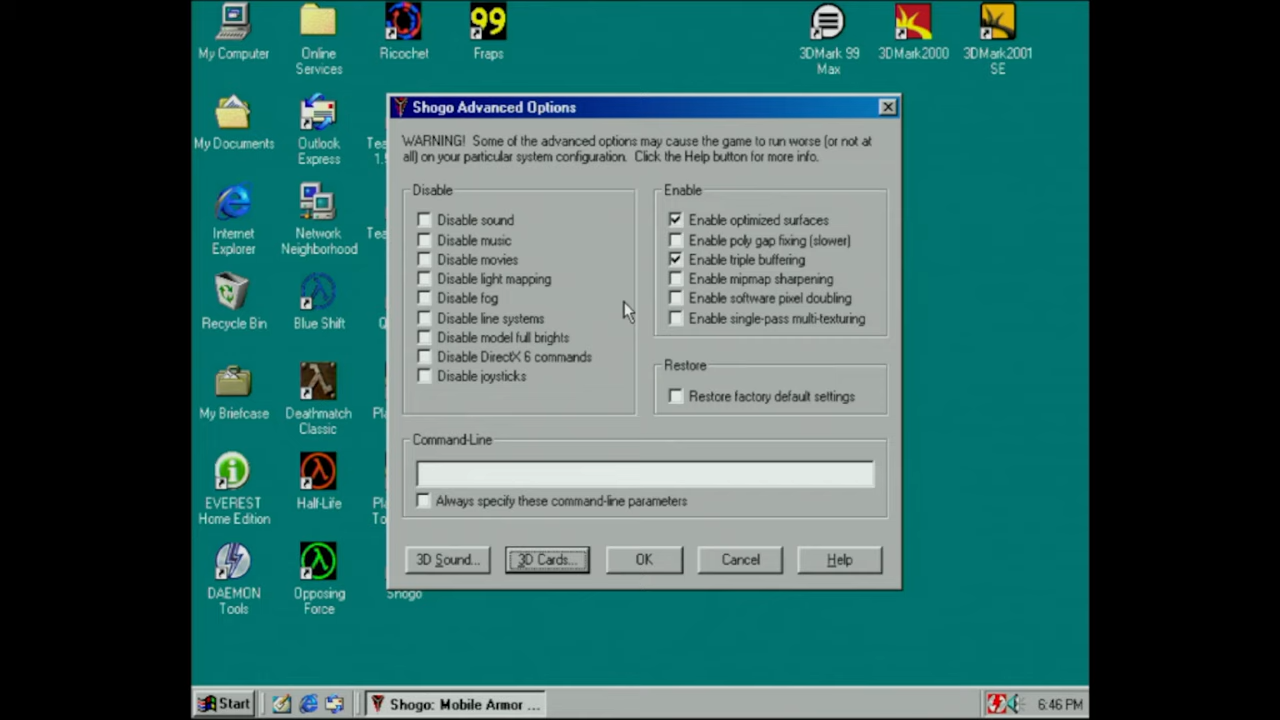 My Computer
Online
Services
Ricochet
99
Fraps
3DMark 99
Max
3DMark2000
3DMark2001
SE
My Documents
Outlook
Express
Internet
Explorer
Network
Neighborhood
Recycle Bin
Blue Shift
My Briefcase
Deathmatch
Classic
EVEREST
Home Edition
Half-Life
DAEMON
Tools
Opposing
Force
Shogo
Shogo Advanced Options
WARNING! Some of the advanced options may cause the game to run worse (or not at
all) on your particular system configuration. Click the Help button for more info.
Disable
Disable sound
Disable music
Disable movies
Disable light mapping
Disable fog
Disable line systems
Disable model full brights
Disable DirectX 6 commands
Disable joysticks
Enable
Enable optimized surfaces
Enable poly gap fixing (slower)
Enable triple buffering
Enable mipmap sharpening
Enable software pixel doubling
Enable single-pass multi-texturing
Restore
Restore factory default settings
Command-Line
Always specify these command-line parameters
3D Sound...
3D Cards...
OK
Cancel
Help
Start
Shogo: Mobile Armor ...
6:46 PM